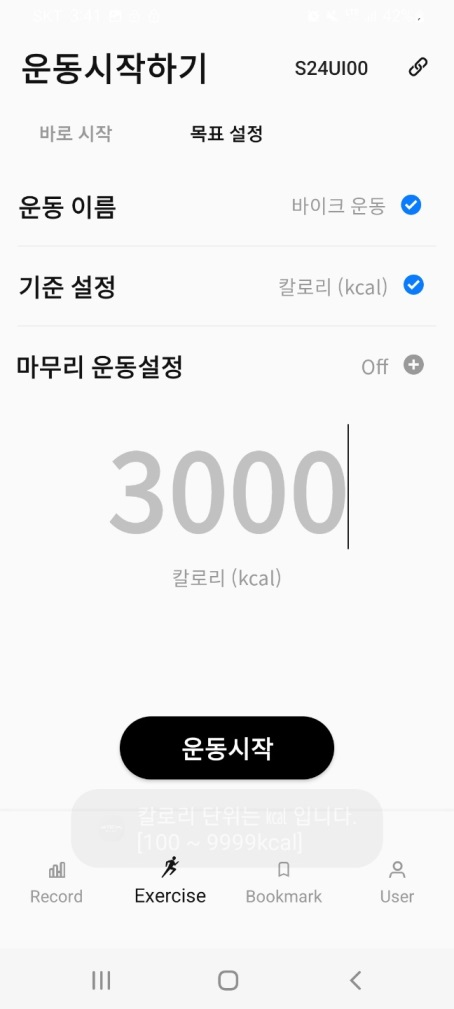 운동시작하기
S24UI00
바로 시작
목표 설정
운동 이름
바이크 운동
기준 설정
칼로리 (kcal)
마무리 운동설정
Off
3000
칼로리 (kcal)
운동시작
칼로리 단위는 ㎉ 입니다.
[100 ~ 9999kcal]
Record
Exercise
Bookmark
User